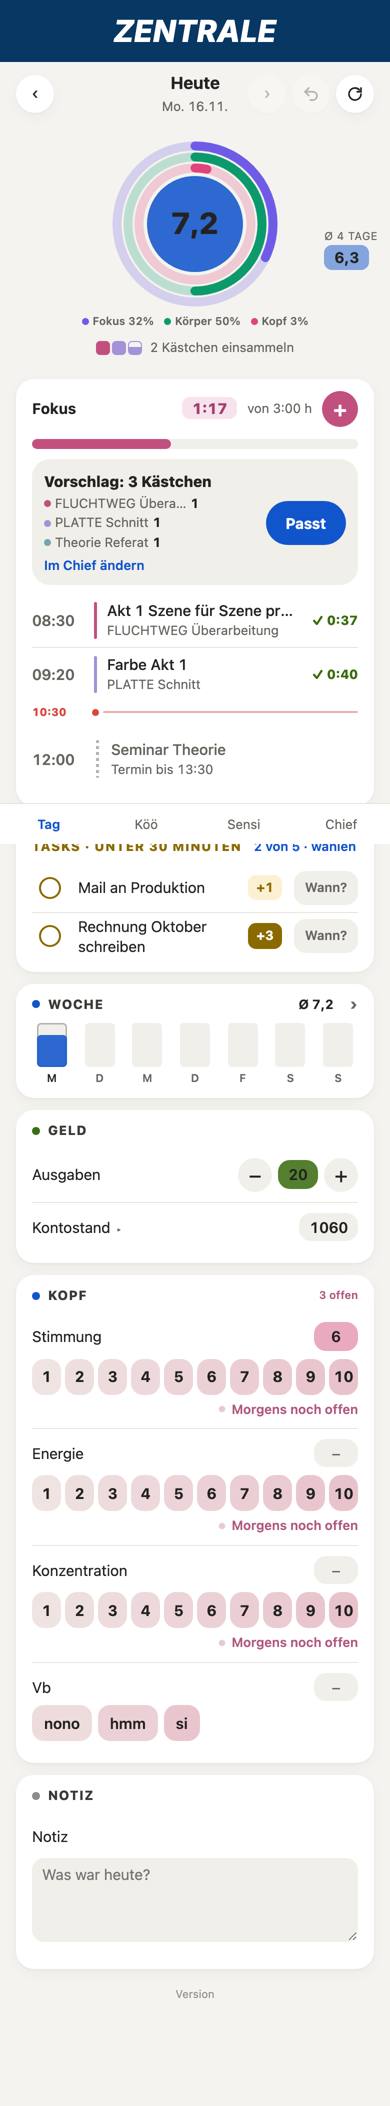 ZENTRALE
‹ Heute ›
Mo. 16.11.
7,2
Ø 4 TAGE
6,3
Fokus 32% Körper 50% Kopf 3%
2 Kästchen einsammeln
Fokus 1:17 von 3:00 h +
Vorschlag: 3 Kästchen
FLUCHTWEG Übera... 1
PLATTE Schnitt 1
Theorie Referat 1
Passt
Im Chief ändern
08:30 Akt 1 Szene für Szene pr... ✓ 0:37
FLUCHTWEG Überarbeitung
09:20 Farbe Akt 1 ✓ 0:40
PLATTE Schnitt
10:30
12:00 Seminar Theorie
Termin bis 13:30
Tag Köö Sensi Chief
TASKS · UNTER 30 MINUTEN 2 von 5 · wählen
Mail an Produktion +1 Wann?
Rechnung Oktober schreiben +3 Wann?
WOCHE Ø 7,2 ›
M D M D F S S
GELD
Ausgaben − 20 +
Kontostand ▸ 1060
KOPF 3 offen
Stimmung 6
1 2 3 4 5 6 7 8 9 10
Morgens noch offen
Energie –
1 2 3 4 5 6 7 8 9 10
Morgens noch offen
Konzentration –
1 2 3 4 5 6 7 8 9 10
Morgens noch offen
Vb –
nono hmm si
NOTIZ
Notiz
Was war heute?
Version